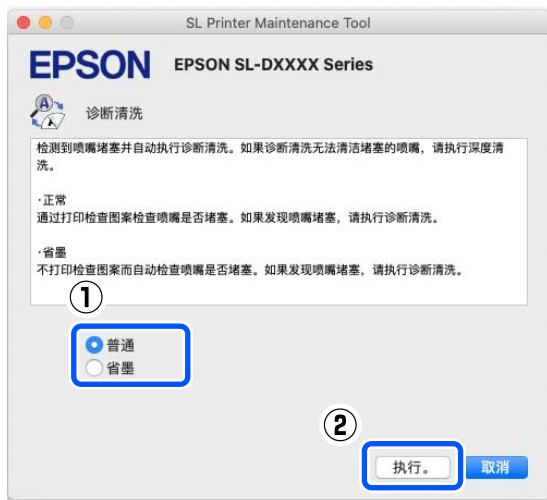 SL Printer Maintenance Tool
EPSON EPSON SL-DXXXX Series
诊断清洗
检测到喷嘴堵塞并自动执行诊断清洗。如果诊断清洗无法清洁堵塞的喷嘴，请执行深度清
洗。
·正常
通过打印检查图案检查喷嘴是否堵塞。如果发现喷嘴堵塞，请执行诊断清洗。
·省墨
不打印检查图案而自动检查喷嘴是否堵塞。如果发现喷嘴堵塞，请执行诊断清洗。
①
普通
省墨
②
执行。 取消